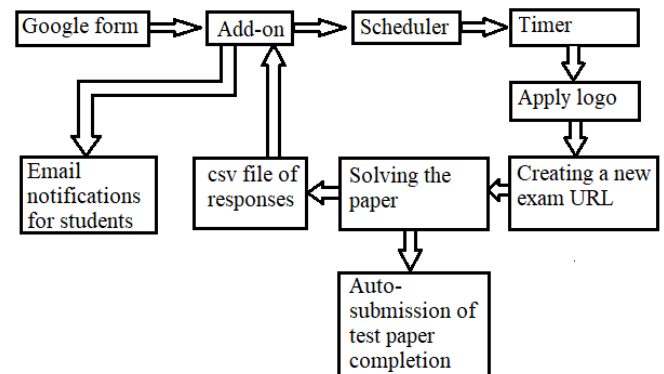 Google form
Add-on
Scheduler
Timer
Apply logo
Email
notifications
for students
csv file of
responses
Solving the
paper
Creating a new
exam URL
Auto-
submission of
test paper
completion